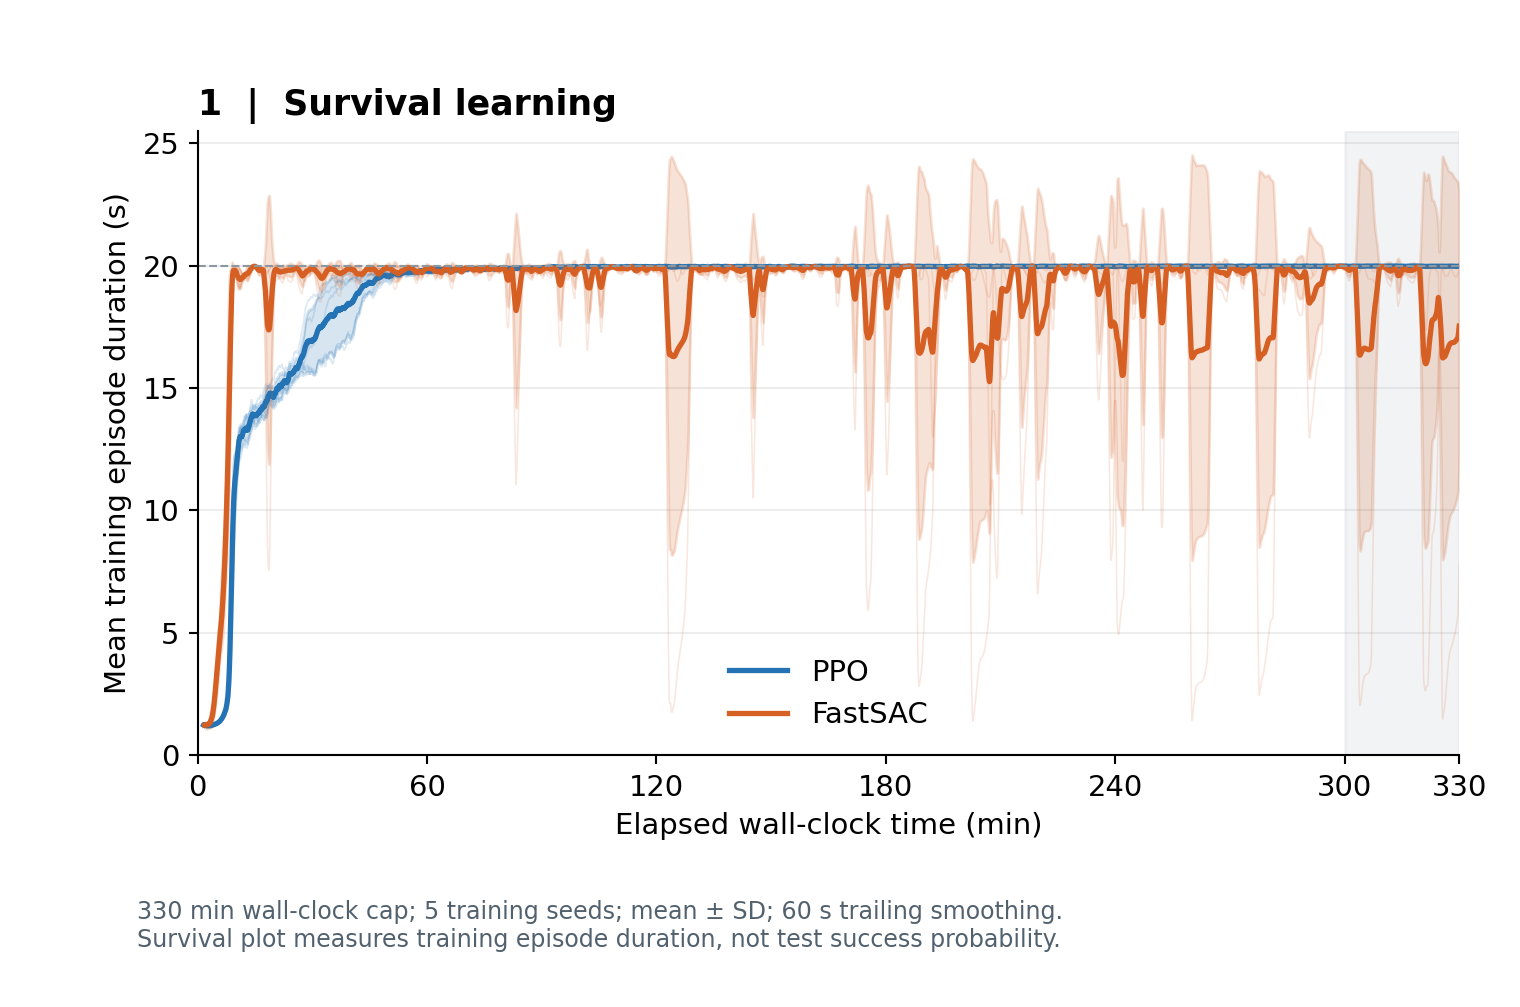 1 | Survival learning
Mean training episode duration (s)
25
20
15
10
5
0
PPO
FastSAC
0 60 120 180 240 300 330
Elapsed wall-clock time (min)
330 min wall-clock cap; 5 training seeds; mean ± SD; 60 s trailing smoothing.
Survival plot measures training episode duration, not test success probability.